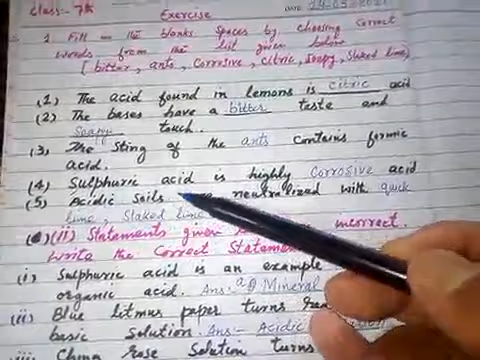 Class:- 7th
Exercise
DATE
1. Fill in the blanks spaces by choosing Correct
words from the list given below
[bitter, ants, Corrosive, citric, soapy, slaked lime]
(1) The acid found in lemons is citric acid
(2) The bases have a bitter taste and
Soapy touch.
(3) The Sting of the ants Contains formic
acid.
(4) Sulphuric acid is highly Corrosive acid
(5) Acidic Soils neutralized with quick
lime, Slaked lime
(ii) Statements given incorrect.
Write the Correct Statement
(i) Sulphuric acid is an example
organic acid. Ans:- Mineral
(ii) Blue litmus paper turns
basic Solution. Ans:- Acidic
(iii) China rose Solution turns